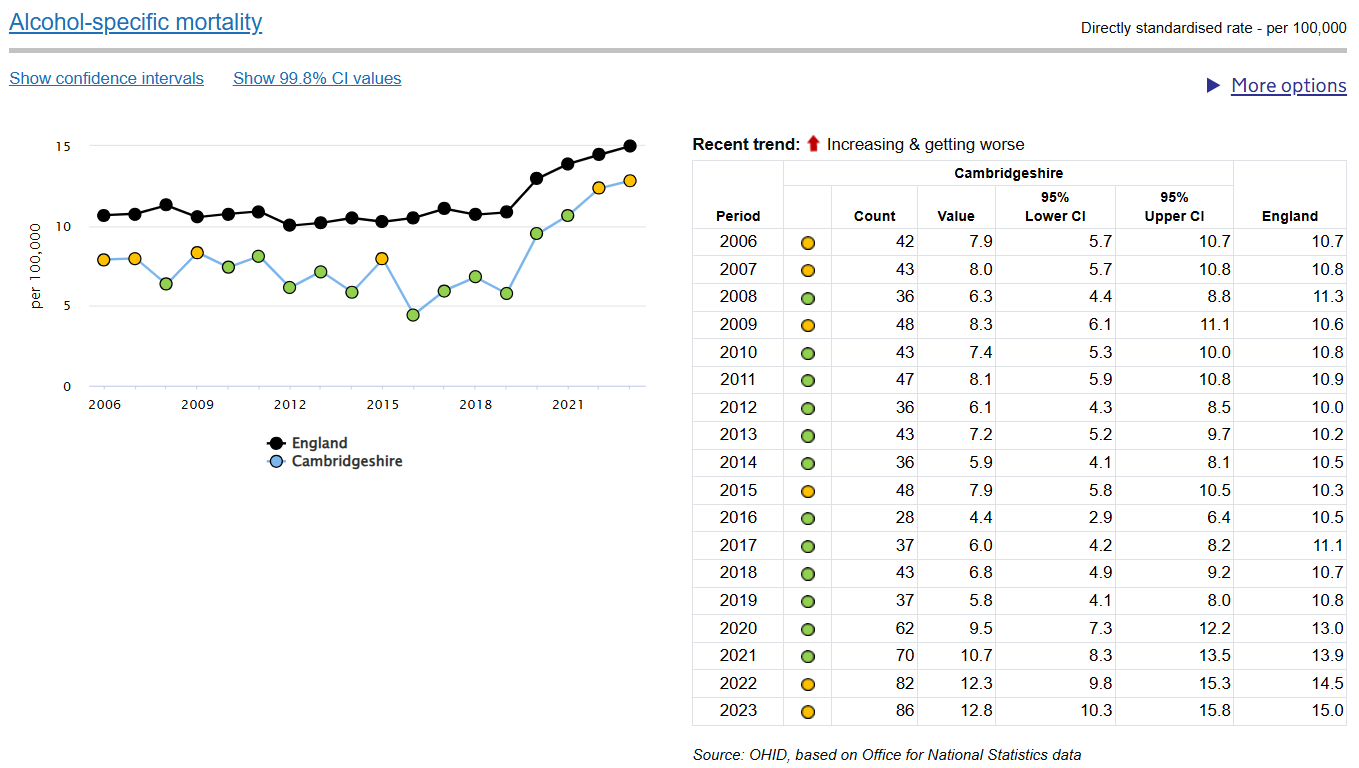 Alcohol-specific mortality
Directly standardised rate - per 100,000
Show confidence intervals Show 99.8% CI values
► More options
15
10
5
0
per 100,000
2006 2009 2012 2015 2018 2021
England
Cambridgeshire
Recent trend: Increasing & getting worse
Cambridgeshire
Period Count Value 95% Lower CI 95% Upper CI England
2006 42 7.9 5.7 10.7 10.7
2007 43 8.0 5.7 10.8 10.8
2008 36 6.3 4.4 8.8 11.3
2009 48 8.3 6.1 11.1 10.6
2010 43 7.4 5.3 10.0 10.8
2011 47 8.1 5.9 10.8 10.9
2012 36 6.1 4.3 8.5 10.0
2013 43 7.2 5.2 9.7 10.2
2014 36 5.9 4.1 8.1 10.5
2015 48 7.9 5.8 10.5 10.3
2016 28 4.4 2.9 6.4 10.5
2017 37 6.0 4.2 8.2 11.1
2018 43 6.8 4.9 9.2 10.7
2019 37 5.8 4.1 8.0 10.8
2020 62 9.5 7.3 12.2 13.0
2021 70 10.7 8.3 13.5 13.9
2022 82 12.3 9.8 15.3 14.5
2023 86 12.8 10.3 15.8 15.0
Source: OHID, based on Office for National Statistics data